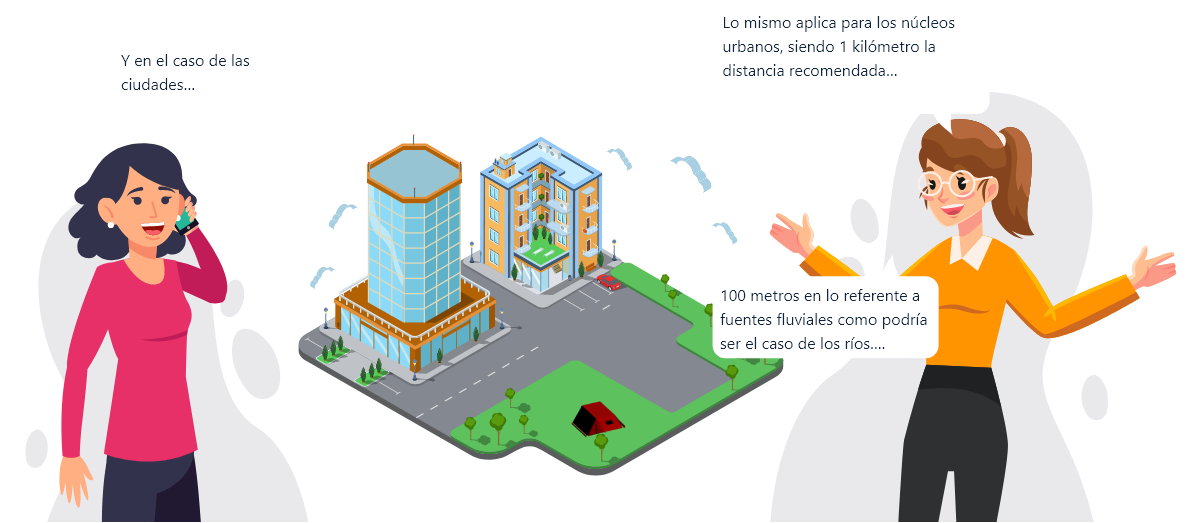 Y en el caso de las
ciudades...
Lo mismo aplica para los núcleos
urbanos, siendo 1 kilómetro la
distancia recomendada...
100 metros en lo referente a
fuentes fluviales como podría
ser el caso de los ríos....